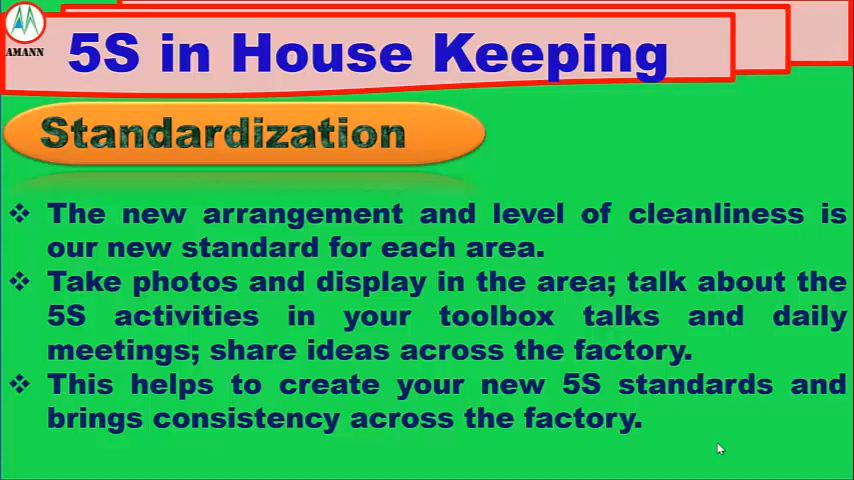 AMANN
5S in House Keeping
Standardization
❖ The new arrangement and level of cleanliness is
our new standard for each area.
❖ Take photos and display in the area; talk about the
5S activities in your toolbox talks and daily
meetings; share ideas across the factory.
❖ This helps to create your new 5S standards and
brings consistency across the factory.